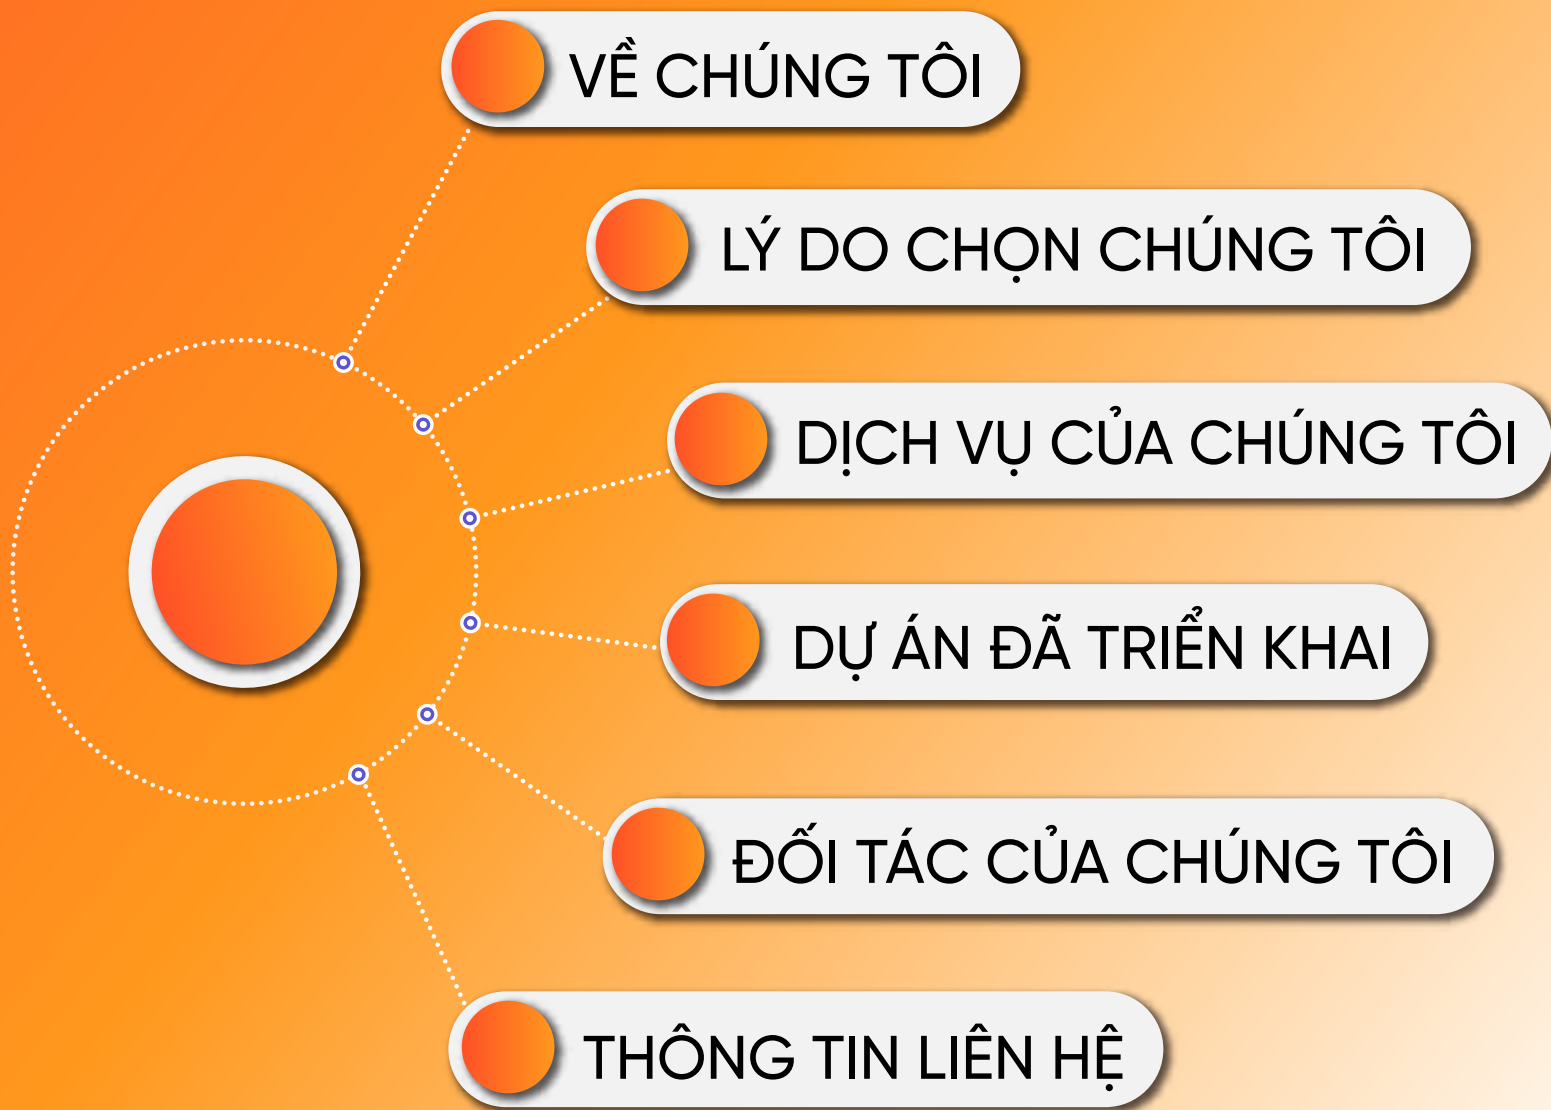 VỀ CHÚNG TÔI
LÝ DO CHỌN CHÚNG TÔI
DỊCH VỤ CỦA CHÚNG TÔI
DỰ ÁN ĐÃ TRIỂN KHAI
ĐỐI TÁC CỦA CHÚNG TÔI
THÔNG TIN LIÊN HỆ